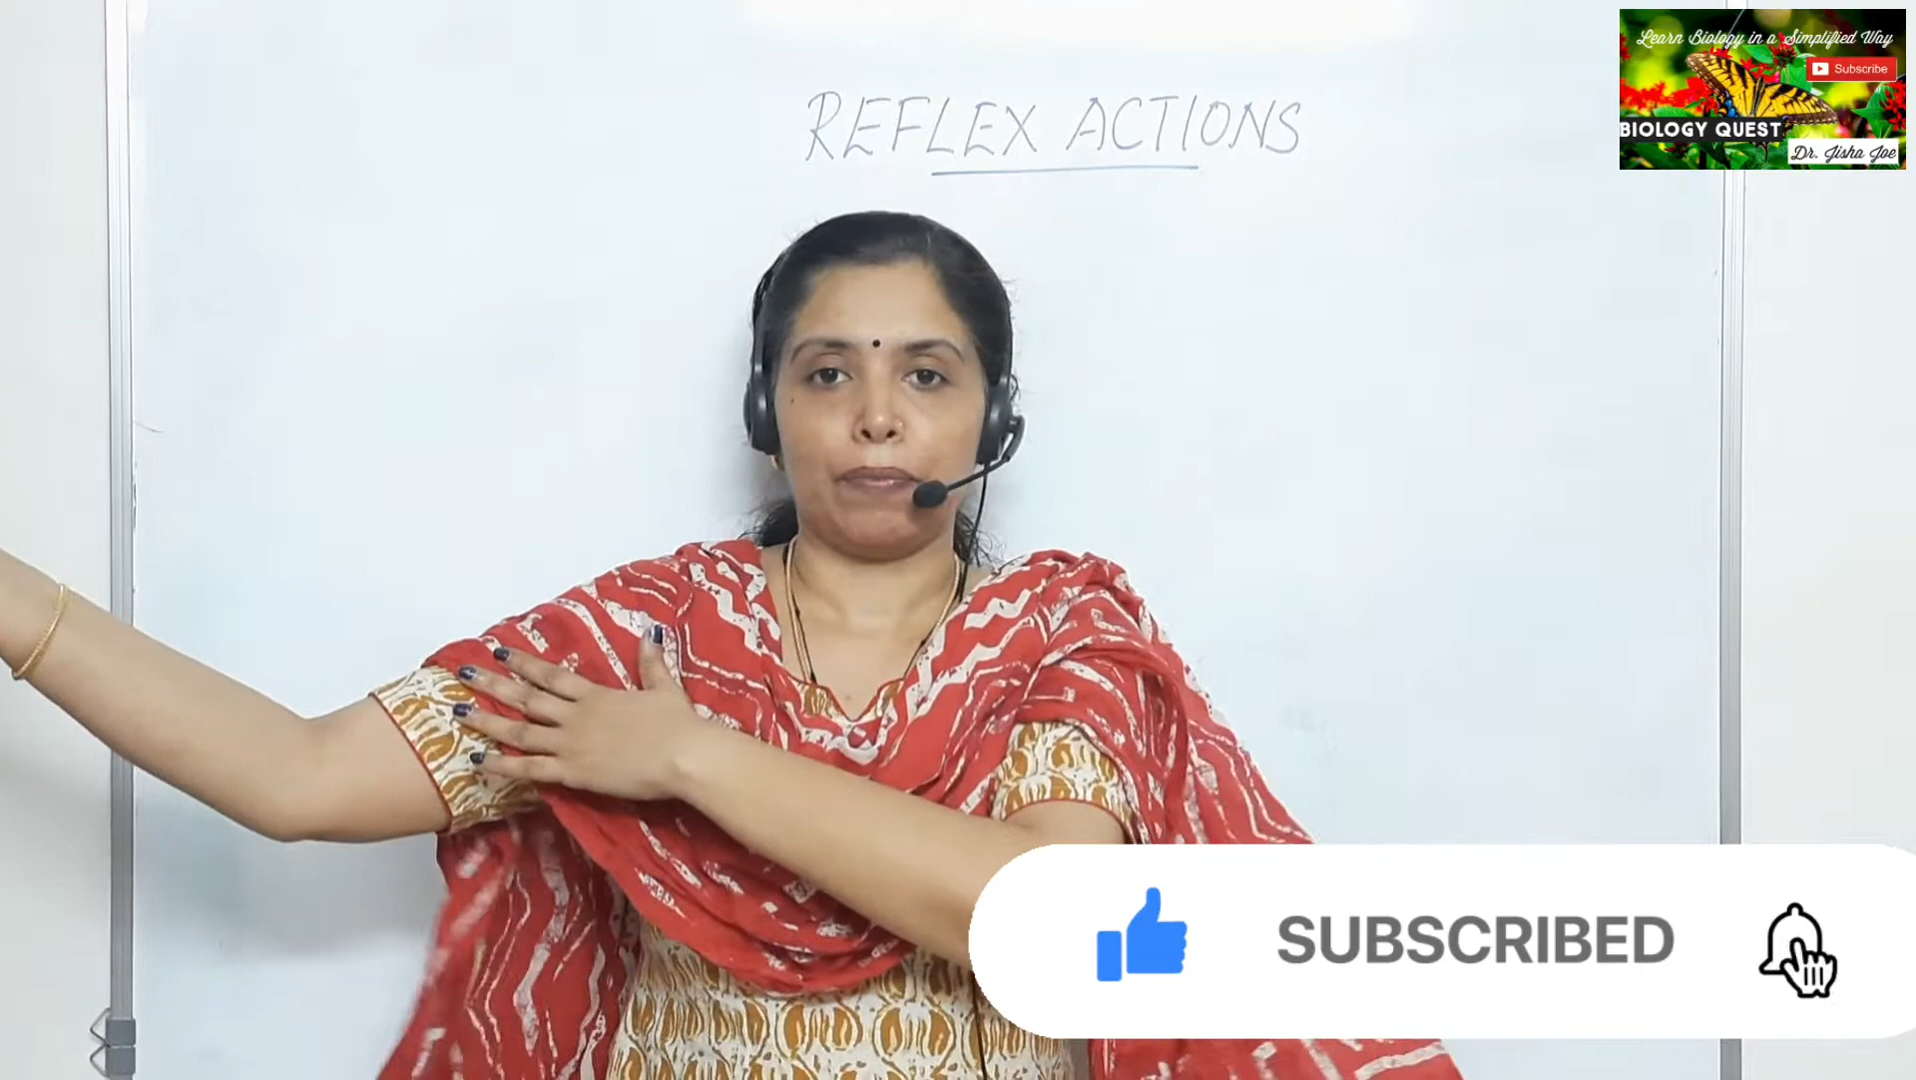 Learn Biology in a Simplified Way
Subscribe
BIOLOGY QUEST
Dr. Jisha Joe
REFLEX ACTIONS
SUBSCRIBED